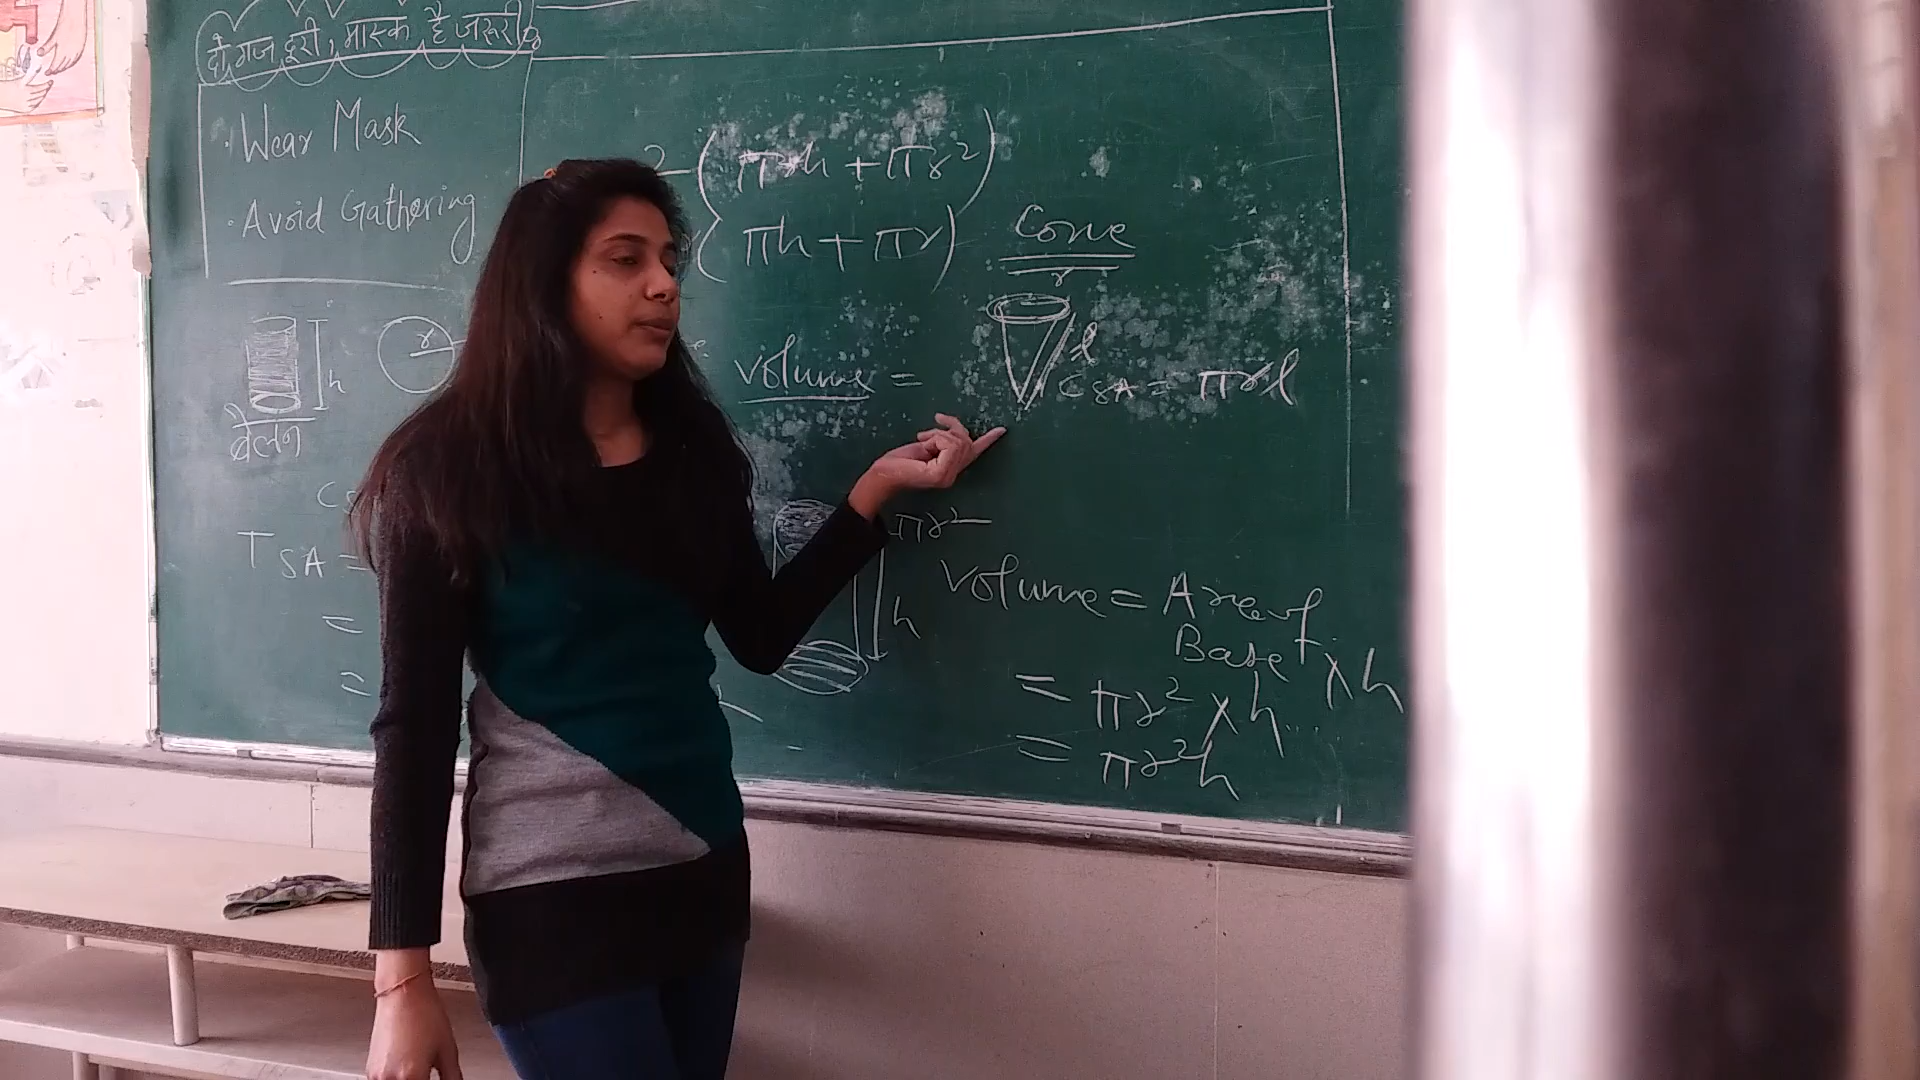 दो गज दूरी, मास्क है जरूरी
· Wear Mask
· Avoid Gathering
(πrh + πr²)
(πh + πr)
Cone
r
l
CSA = πrl
volume =
h
r
बेलन
TSA =
=
=
πr²
h
Volume = Area of
Base × h
= πr² × h
= πr²h